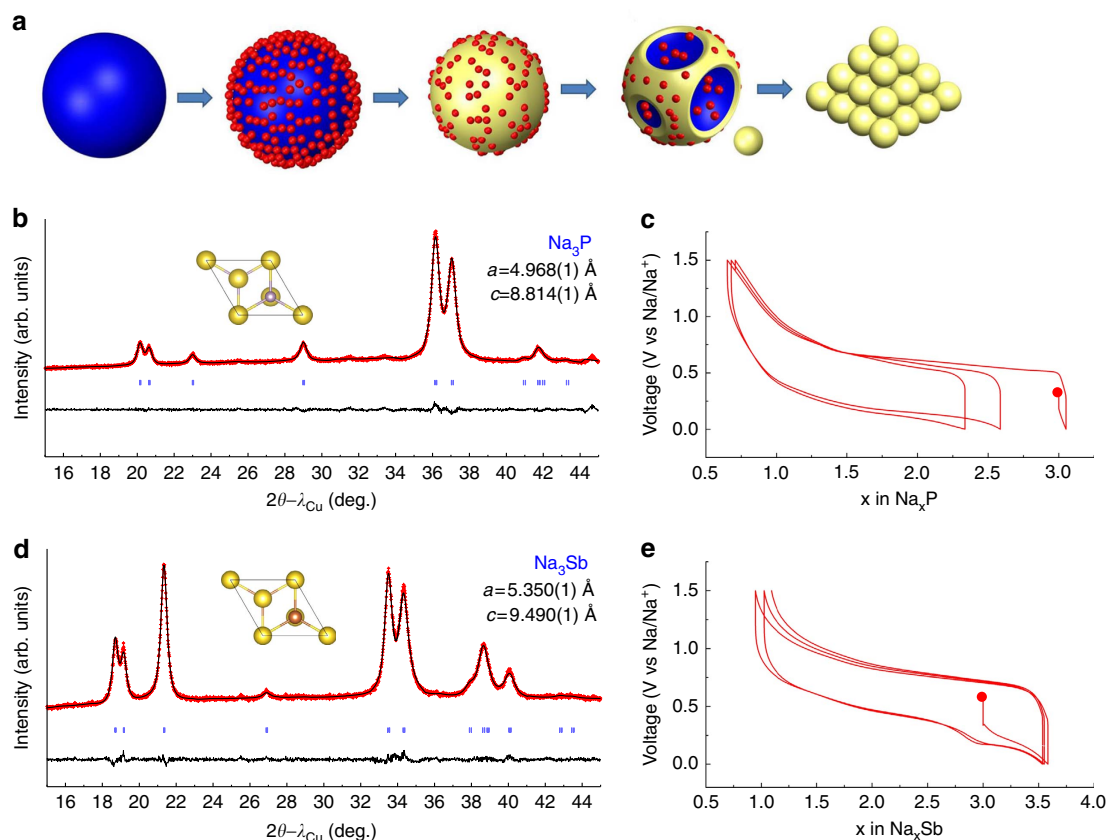 a
b
Na₃P
a=4.968(1) Å
c=8.814(1) Å
Intensity (arb. units)
15 16 18 20 22 24 26 28 30 32 34 36 38 40 42 44
2θ–λCu (deg.)
c
Voltage (V vs Na/Na⁺)
1.5
1.0
0.5
0.0
0.5 1.0 1.5 2.0 2.5 3.0 3.5
x in NaₓP
d
Na₃Sb
a=5.350(1) Å
c=9.490(1) Å
Intensity (arb. units)
15 16 18 20 22 24 26 28 30 32 34 36 38 40 42 44
2θ–λCu (deg.)
e
Voltage (V vs Na/Na⁺)
1.5
1.0
0.5
0.0
0.5 1.0 1.5 2.0 2.5 3.0 3.5 4.0
x in NaₓSb